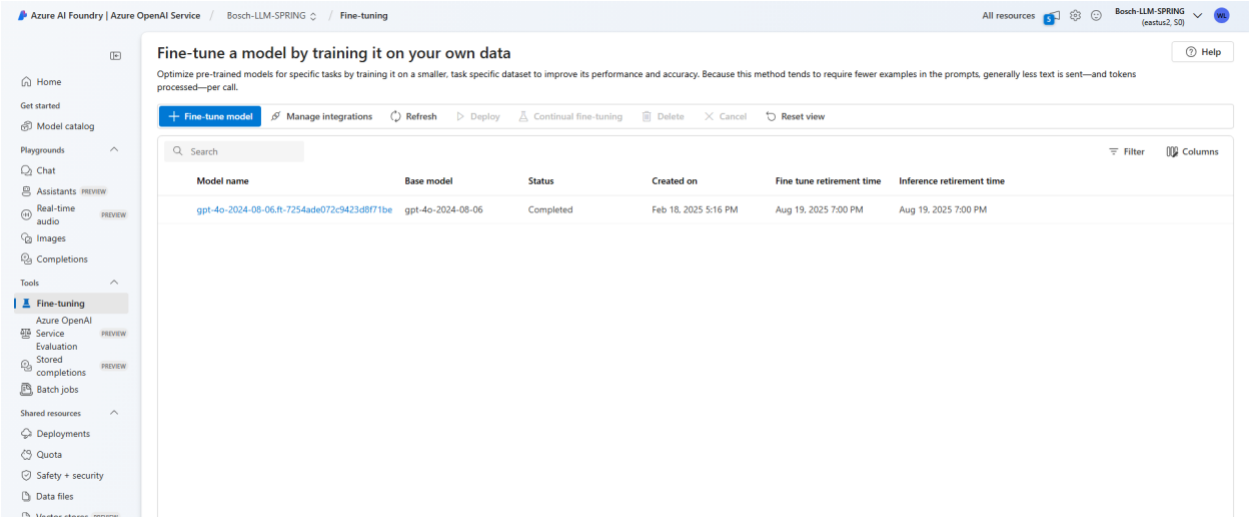 Azure AI Foundry | Azure OpenAI Service / Bosch-LLM-SPRING / Fine-tuning
All resources
5
Bosch-LLM-SPRING
(eastus2, S0)
WL
Home
Get started
Model catalog
Playgrounds
Chat
Assistants PREVIEW
Real-time
audio
PREVIEW
Images
Completions
Tools
Fine-tuning
Azure OpenAI
Service
Evaluation
PREVIEW
Stored
completions
PREVIEW
Batch jobs
Shared resources
Deployments
Quota
Safety + security
Data files
Vector stores PREVIEW
Fine-tune a model by training it on your own data
Help
Optimize pre-trained models for specific tasks by training it on a smaller, task specific dataset to improve its performance and accuracy. Because this method tends to require fewer examples in the prompts, generally less text is sent—and tokens
processed—per call.
Fine-tune model Manage integrations Refresh Deploy Continual fine-tuning Delete Cancel Reset view
Search
Filter Columns
Model name Base model Status Created on Fine tune retirement time Inference retirement time
gpt-4o-2024-08-06.ft-7254ade072c9423d8f71be gpt-4o-2024-08-06 Completed Feb 18, 2025 5:16 PM Aug 19, 2025 7:00 PM Aug 19, 2025 7:00 PM